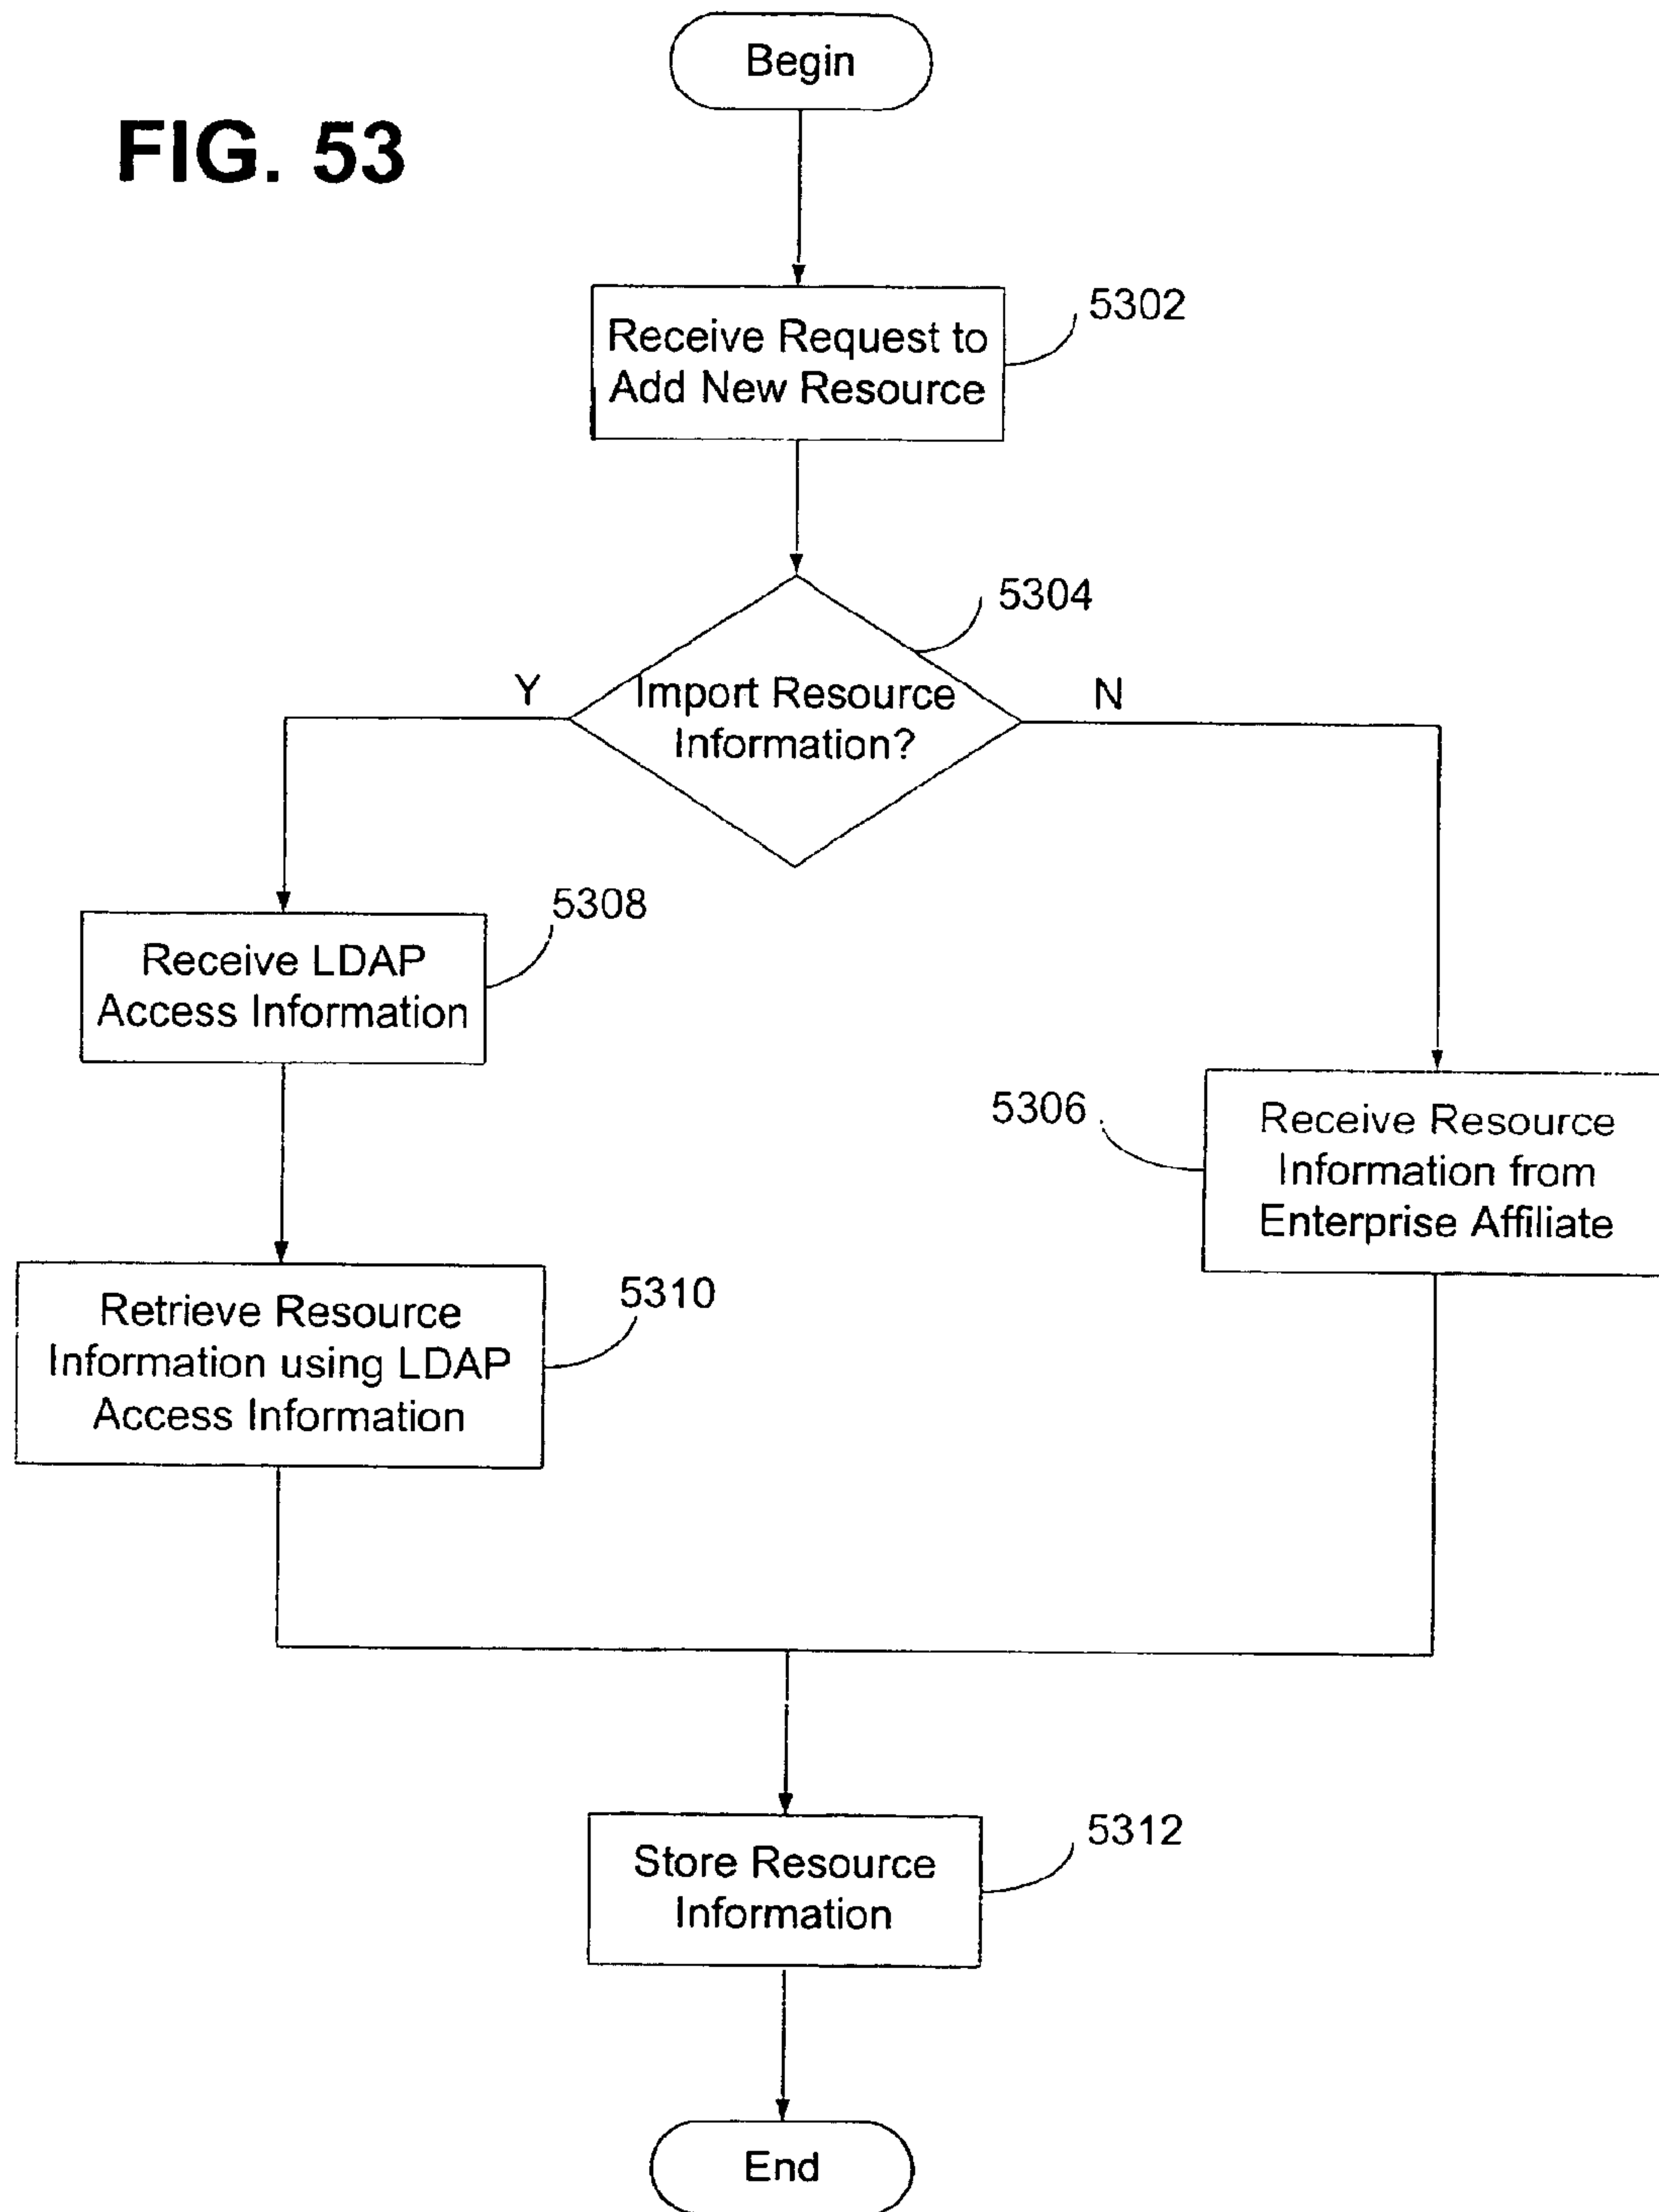 Begin
FIG. 53
5302
Receive Request to
Add New Resource
5304
Y
Import Resource
Information?
N
5308
Receive LDAP
Access Information
5306
Receive Resource
Information from
Enterprise Affiliate
5310
Retrieve Resource
Information using LDAP
Access Information
5312
Store Resource
Information
End